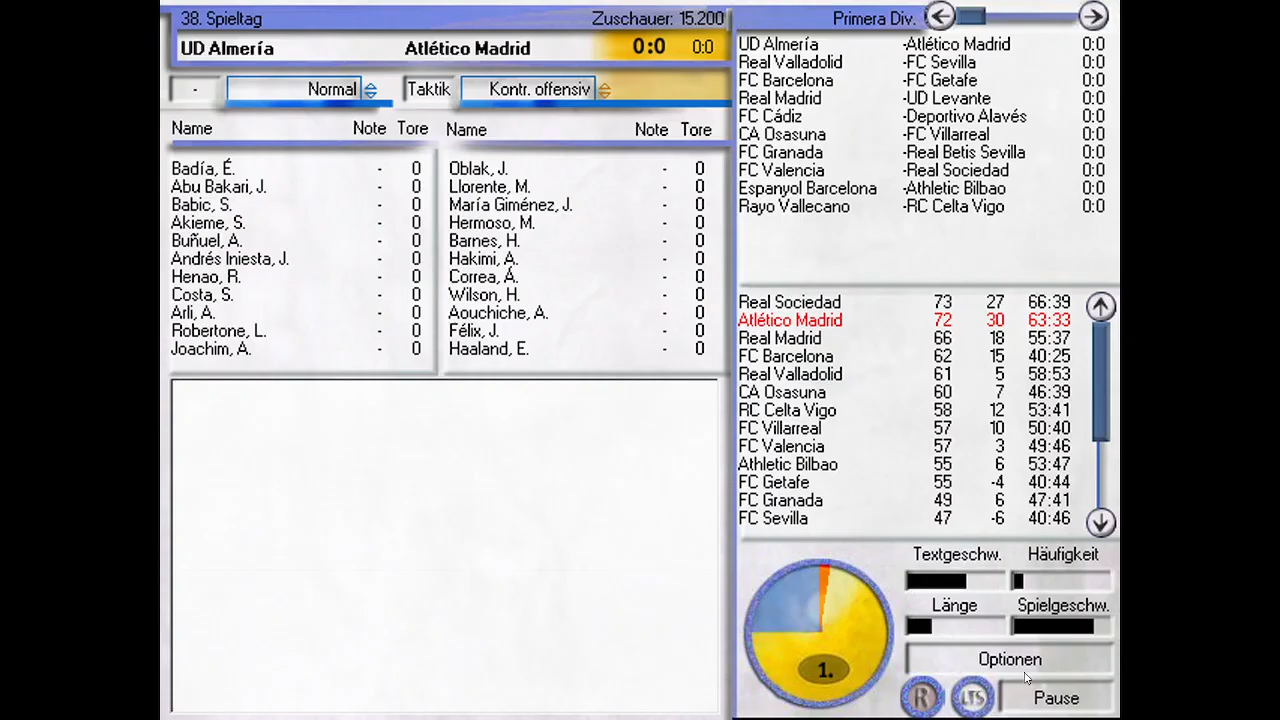 38. Spieltag Zuschauer: 15.200
UD Almería Atlético Madrid 0:0 0:0
- Normal Taktik Kontr. offensiv
Name Note Tore Name Note Tore
Badía, É. - 0 Oblak, J. - 0
Abu Bakari, J. - 0 Llorente, M. - 0
Babic, S. - 0 María Giménez, J. - 0
Akieme, S. - 0 Hermoso, M. - 0
Buñuel, A. - 0 Barnes, H. - 0
Andrés Iniesta, J. - 0 Hakimi, A. - 0
Henao, R. - 0 Correa, Á. - 0
Costa, S. - 0 Wilson, H. - 0
Arli, A. - 0 Aouchiche, A. - 0
Robertone, L. - 0 Félix, J. - 0
Joachim, A. - 0 Haaland, E. - 0
Primera Div.
UD Almería -Atlético Madrid 0:0
Real Valladolid -FC Sevilla 0:0
FC Barcelona -FC Getafe 0:0
Real Madrid -UD Levante 0:0
FC Cádiz -Deportivo Alavés 0:0
CA Osasuna -FC Villarreal 0:0
FC Granada -Real Betis Sevilla 0:0
FC Valencia -Real Sociedad 0:0
Espanyol Barcelona -Athletic Bilbao 0:0
Rayo Vallecano -RC Celta Vigo 0:0
Real Sociedad 73 27 66:39
Atlético Madrid 72 30 63:33
Real Madrid 66 18 55:37
FC Barcelona 62 15 40:25
Real Valladolid 61 5 58:53
CA Osasuna 60 7 46:39
RC Celta Vigo 58 12 53:41
FC Villarreal 57 10 50:40
FC Valencia 57 3 49:46
Athletic Bilbao 55 6 53:47
FC Getafe 55 -4 40:44
FC Granada 49 6 47:41
FC Sevilla 47 -6 40:46
Textgeschw. Häufigkeit
Länge Spielgeschw.
1.
Optionen
R LTS Pause